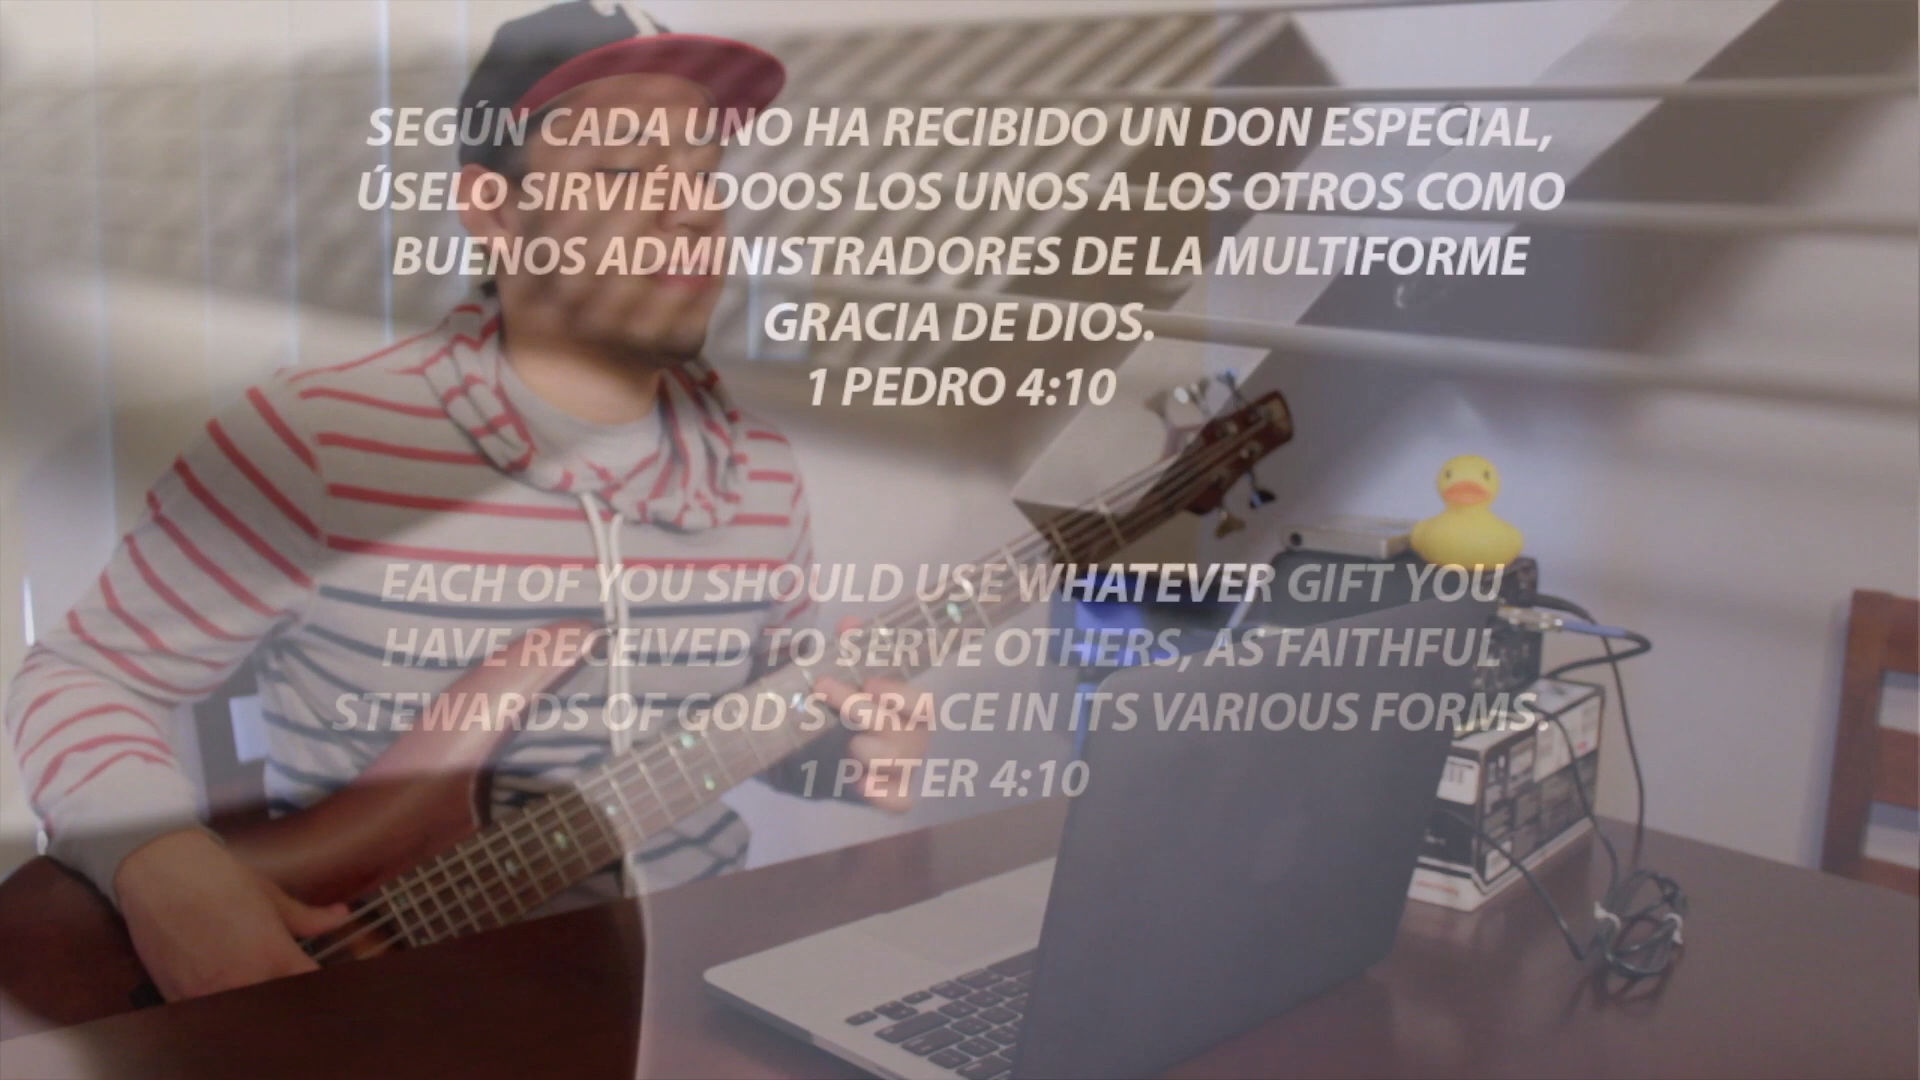 SEGÚN CADA UNO HA RECIBIDO UN DON ESPECIAL,
ÚSELO SIRVIÉNDOOS LOS UNOS A LOS OTROS COMO
BUENOS ADMINISTRADORES DE LA MULTIFORME
GRACIA DE DIOS.
1 PEDRO 4:10
EACH OF YOU SHOULD USE WHATEVER GIFT YOU
HAVE RECEIVED TO SERVE OTHERS, AS FAITHFUL
STEWARDS OF GOD'S GRACE IN ITS VARIOUS FORMS.
1 PETER 4:10